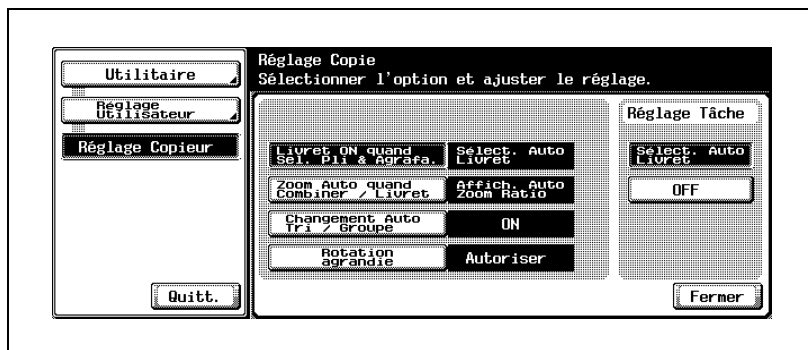 Utilitaire
Réglage
Utilisateur
Réglage Copieur
Quitt.
Réglage Copie
Sélectionner l'option et ajuster le réglage.
Livret ON quand
Sél. Pli & Agrafa.
Sélect. Auto
Livret
Zoom Auto quand
Combiner / Livret
Affich. Auto
Zoom Ratio
Changement Auto
Tri / Groupe
ON
Rotation
agrandie
Autoriser
Réglage Tâche
Sélect. Auto
Livret
OFF
Fermer